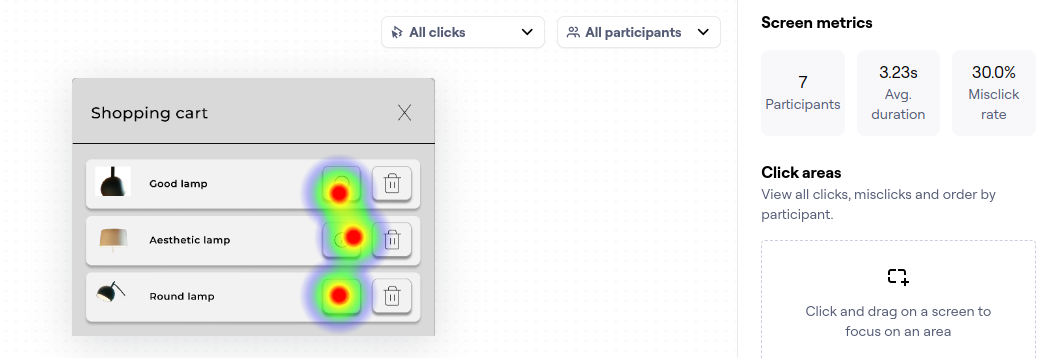 All clicks
All participants
Screen metrics
7
Participants
3.23s
Avg.
duration
30.0%
Misclick
rate
Shopping cart
Good lamp
Aesthetic lamp
Round lamp
Click areas
View all clicks, misclicks and order by
participant.
Click and drag on a screen to
focus on an area